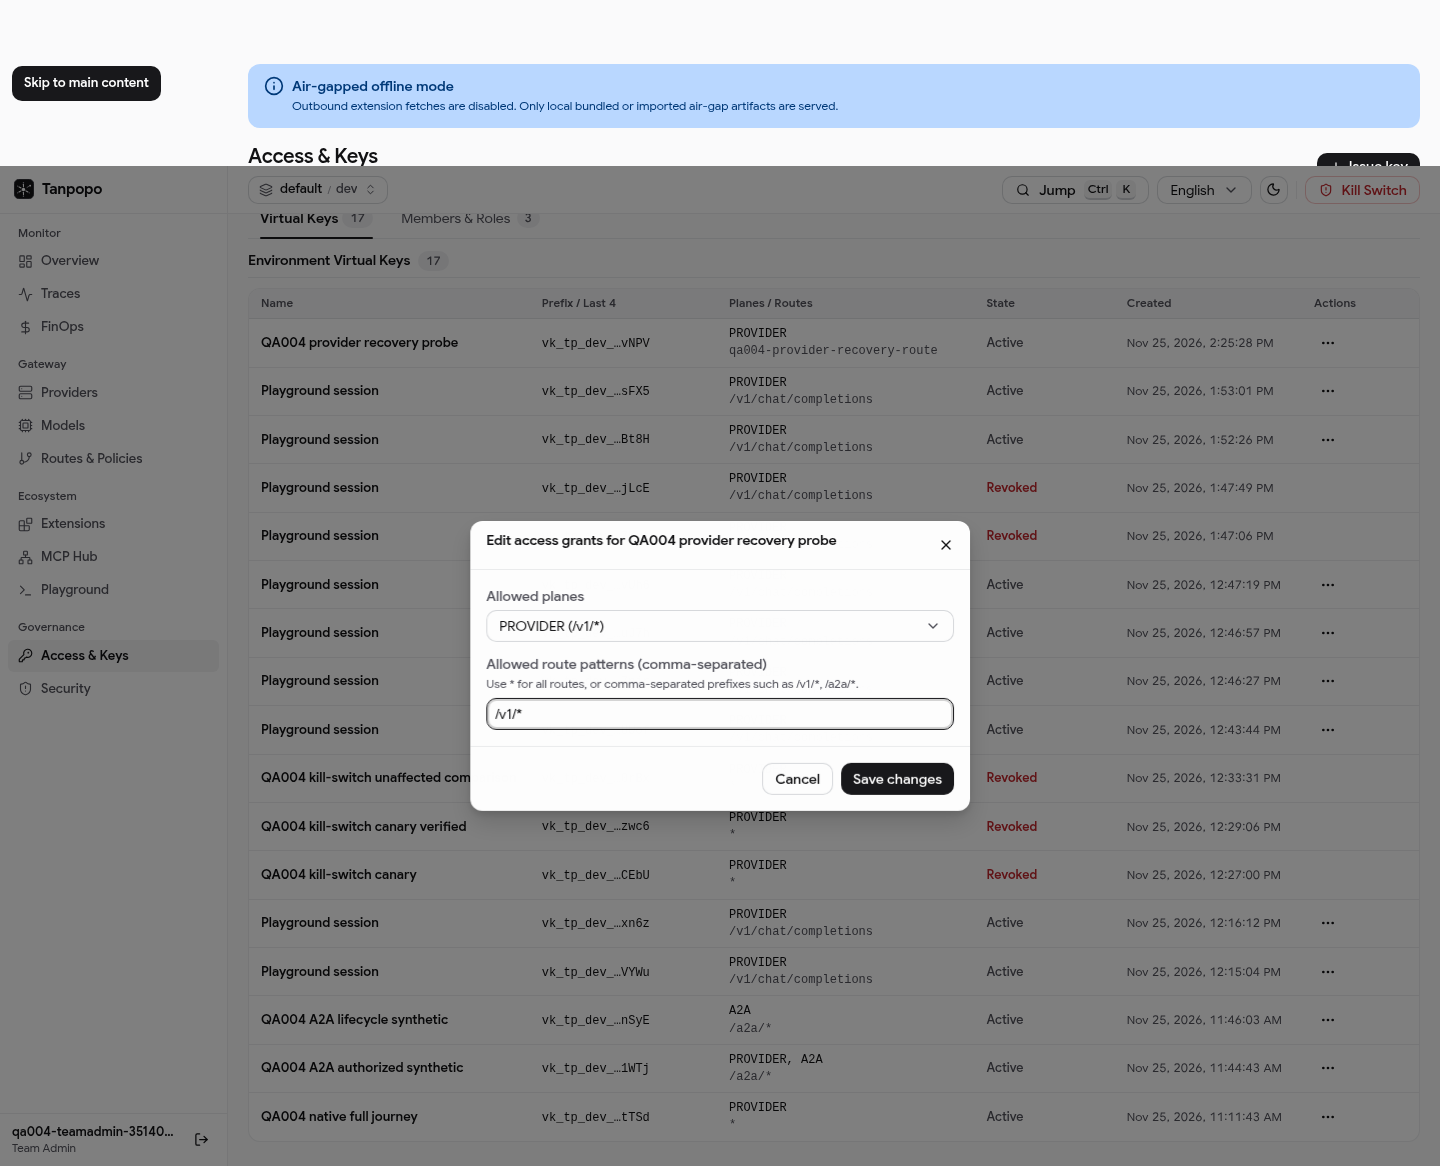 Skip to main content
Air-gapped offline mode
Outbound extension fetches are disabled. Only local bundled or imported air-gap artifacts are served.
Access & Keys
+ Issue key
Tanpopo
default / dev
Jump Ctrl K
English
Kill Switch
Monitor
Overview
Traces
FinOps
Gateway
Providers
Models
Routes & Policies
Ecosystem
Extensions
MCP Hub
Playground
Governance
Access & Keys
Security
qa004-teamadmin-35140...
Team Admin
Virtual Keys 17
Members & Roles 3
Environment Virtual Keys 17
Name Prefix / Last 4 Planes / Routes State Created Actions
QA004 provider recovery probe vk_tp_dev_…vNPV PROVIDER Active Nov 25, 2026, 2:25:28 PM
qa004-provider-recovery-route
Playground session vk_tp_dev_…sFX5 PROVIDER Active Nov 25, 2026, 1:53:01 PM
/v1/chat/completions
Playground session vk_tp_dev_…Bt8H PROVIDER Active Nov 25, 2026, 1:52:26 PM
/v1/chat/completions
Playground session vk_tp_dev_…jLcE PROVIDER Revoked Nov 25, 2026, 1:47:49 PM
/v1/chat/completions
Playground session Revoked Nov 25, 2026, 1:47:06 PM
Playground session Active Nov 25, 2026, 12:47:19 PM
Playground session Active Nov 25, 2026, 12:46:57 PM
Playground session Active Nov 25, 2026, 12:46:27 PM
Playground session Active Nov 25, 2026, 12:43:44 PM
QA004 kill-switch unaffected com Revoked Nov 25, 2026, 12:33:31 PM
QA004 kill-switch canary verified vk_tp_dev_…zwc6 PROVIDER Revoked Nov 25, 2026, 12:29:06 PM
*
QA004 kill-switch canary vk_tp_dev_…CEbU PROVIDER Revoked Nov 25, 2026, 12:27:00 PM
*
Playground session vk_tp_dev_…xn6z PROVIDER Active Nov 25, 2026, 12:16:12 PM
/v1/chat/completions
Playground session vk_tp_dev_…VYWu PROVIDER Active Nov 25, 2026, 12:15:04 PM
/v1/chat/completions
QA004 A2A lifecycle synthetic vk_tp_dev_…nSyE A2A Active Nov 25, 2026, 11:46:03 AM
/a2a/*
QA004 A2A authorized synthetic vk_tp_dev_…1WTj PROVIDER, A2A Active Nov 25, 2026, 11:44:43 AM
/a2a/*
QA004 native full journey vk_tp_dev_…tTSd PROVIDER Active Nov 25, 2026, 11:11:43 AM
*
Edit access grants for QA004 provider recovery probe
Allowed planes
PROVIDER (/v1/*)
Allowed route patterns (comma-separated)
Use * for all routes, or comma-separated prefixes such as /v1/*, /a2a/*.
/v1/*
Cancel
Save changes